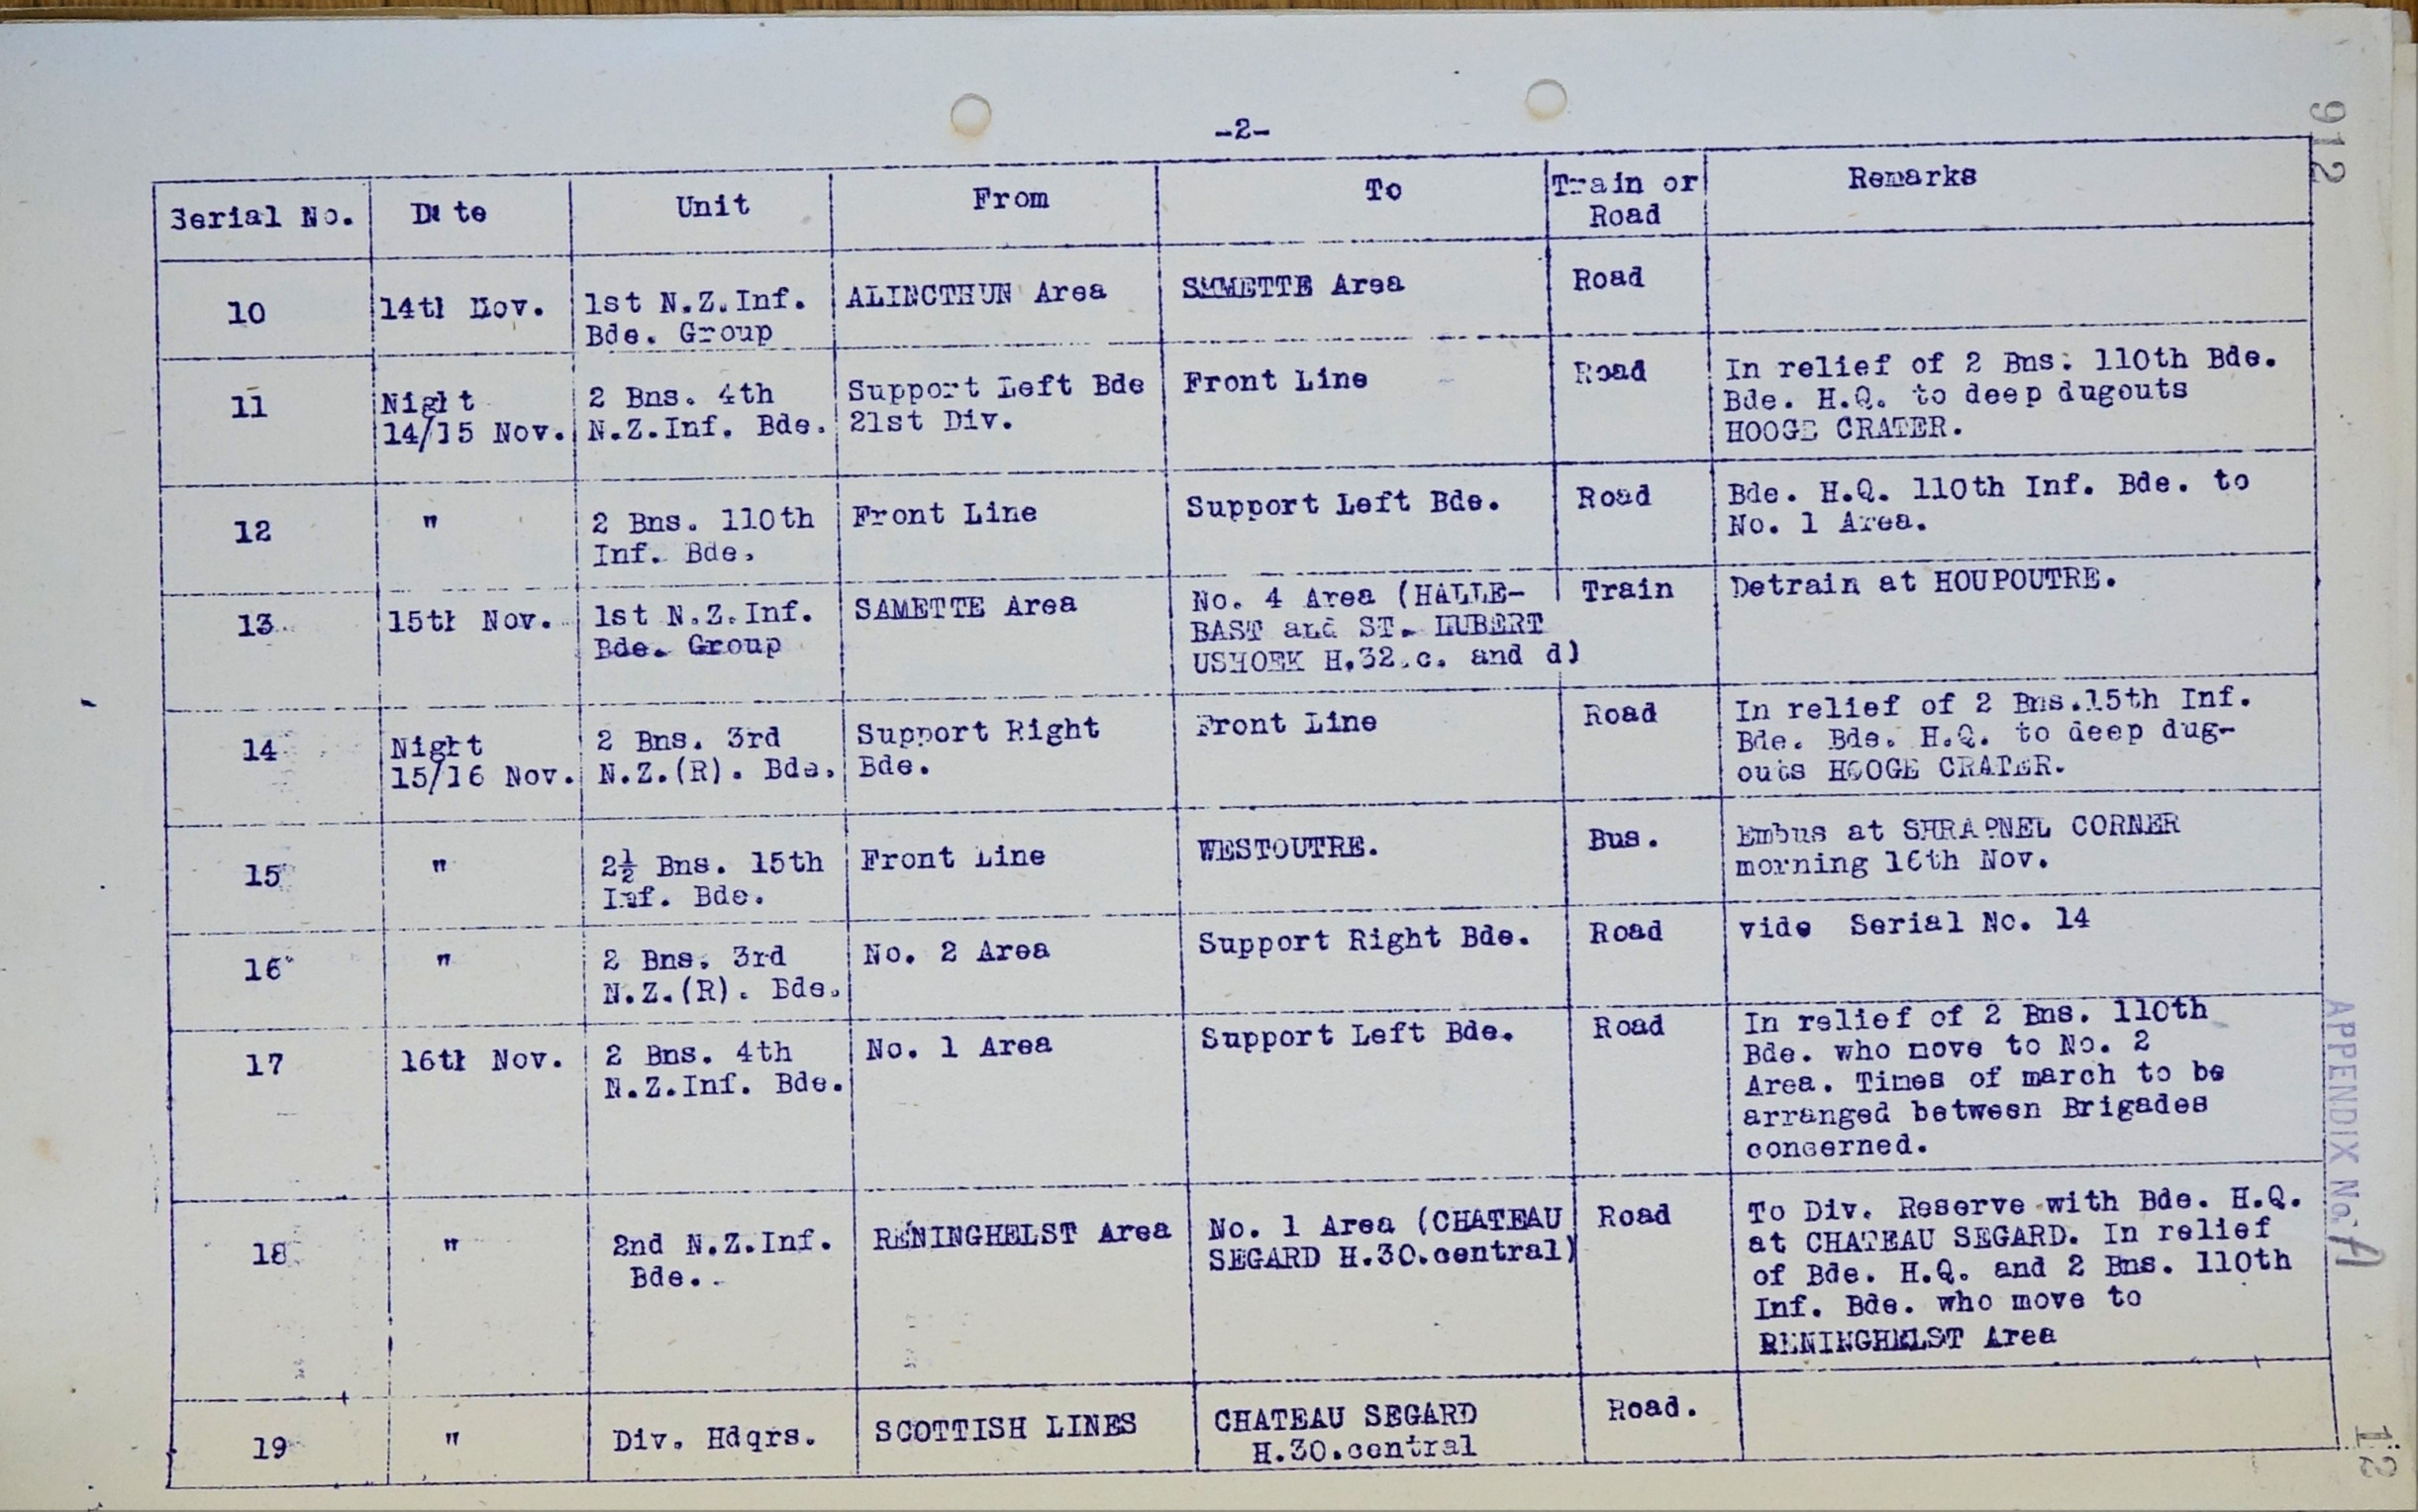 -2-
Serial No. Date Unit From To Train or Road Remarks
10 14th Nov. 1st N.Z.Inf. ALINCTHUN Area SAMETTE Area Road
Bde. Group
11 Night 2 Bns. 4th Support Left Bde Front Line Road In relief of 2 Bns. 110th Bde.
14/15 Nov. N.Z.Inf. Bde. 21st Div. Bde. H.Q. to deep dugouts
HOOGE CRATER.
12 " 2 Bns. 110th Front Line Support Left Bde. Road Bde. H.Q. 110th Inf. Bde. to
Inf. Bde. No. 1 Area.
13 15th Nov. 1st N.Z.Inf. SAMETTE Area No. 4 Area (HALLE- Train Detrain at HOUPOUTRE.
Bde. Group BAST and ST. HUBERT
USHOEK H.32.c. and d)
14 Night 2 Bns. 3rd Support Right Front Line Road In relief of 2 Bns.15th Inf.
15/16 Nov. N.Z.(R). Bde. Bde. Bde. Bde. H.Q. to deep dug-
outs HOOGE CRATER.
15 " 2½ Bns. 15th Front Line WESTOUTRE. Bus. Embus at SHRAPNEL CORNER
Inf. Bde. morning 16th Nov.
16 " 2 Bns. 3rd No. 2 Area Support Right Bde. Road vide Serial No. 14
N.Z.(R). Bde.
17 16th Nov. 2 Bns. 4th No. 1 Area Support Left Bde. Road In relief of 2 Bns. 110th
N.Z.Inf. Bde. Bde. who move to No. 2
Area. Times of march to be
arranged between Brigades
concerned.
18 " 2nd N.Z.Inf. RENINGHELST Area No. 1 Area (CHATEAU Road To Div. Reserve with Bde. H.Q.
Bde. SEGARD H.30.central) at CHATEAU SEGARD. In relief
of Bde. H.Q. and 2 Bns. 110th
Inf. Bde. who move to
RENINGHELST Area
19 " Div. Hdqrs. SCOTTISH LINES CHATEAU SEGARD Road.
H.30.central
912
APPENDIX No. A